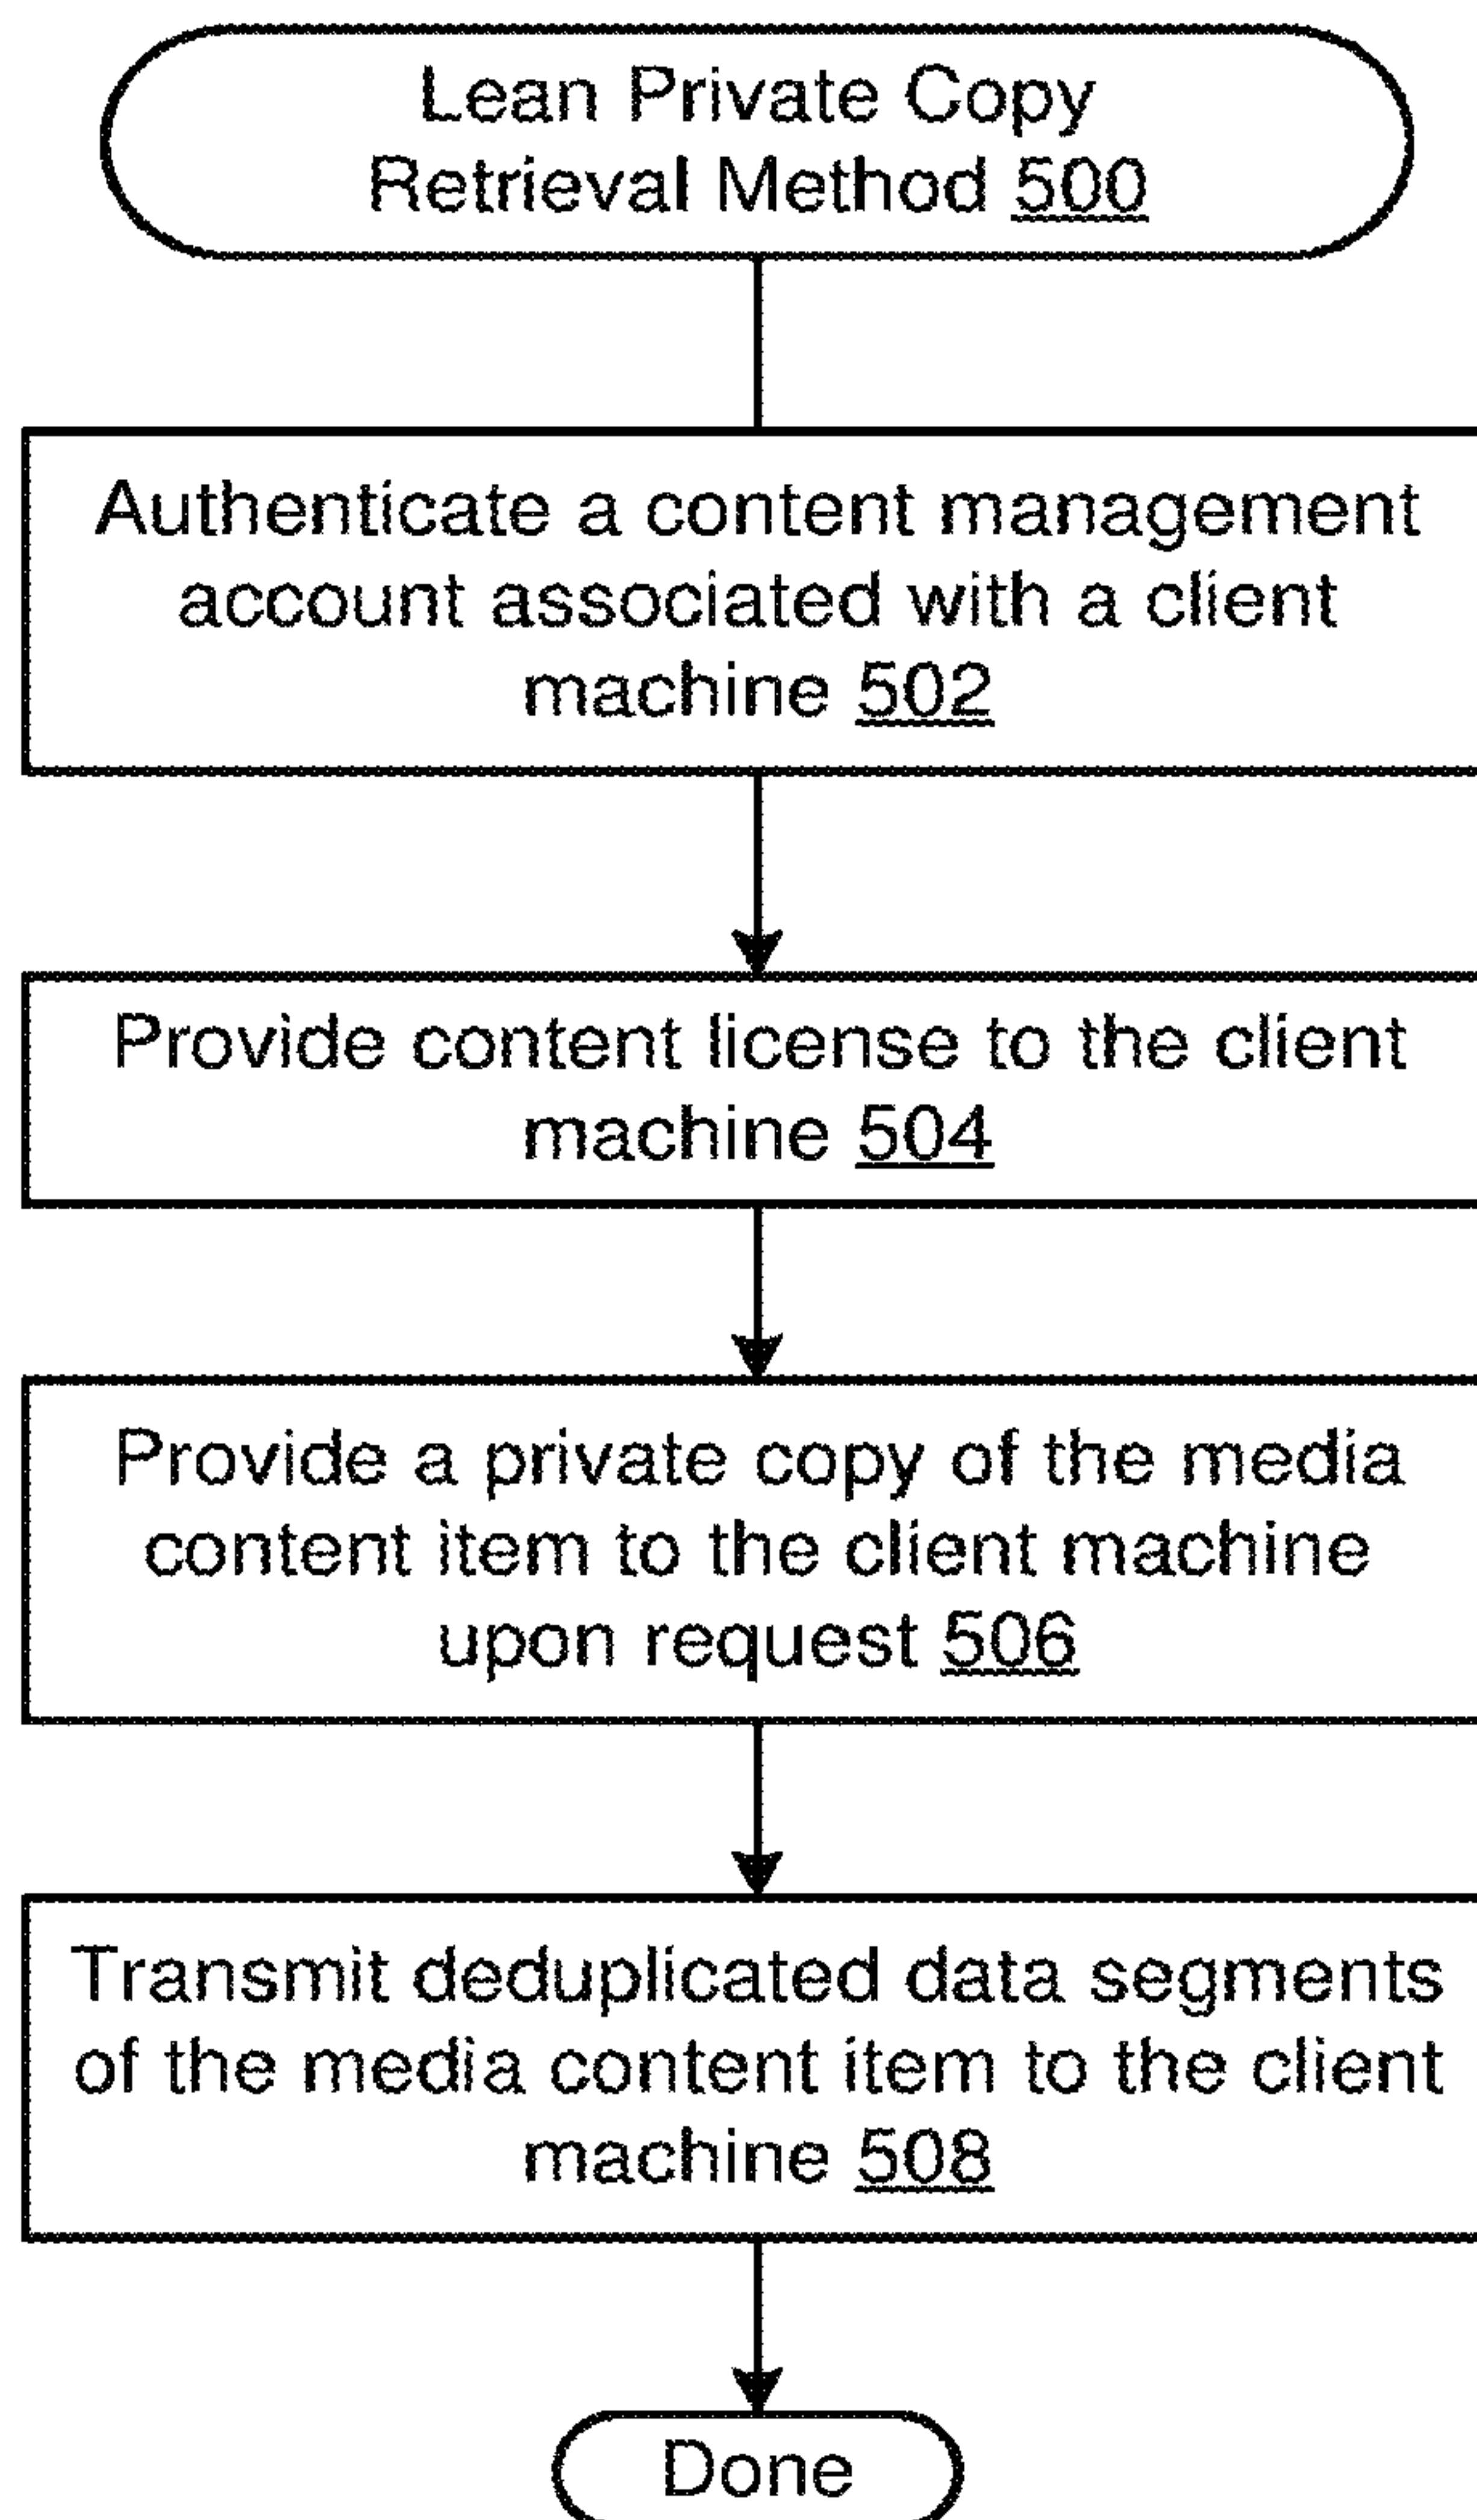 Lean Private Copy
Retrieval Method 500
Authenticate a content management
account associated with a client
machine 502
Provide content license to the client
machine 504
Provide a private copy of the media
content item to the client machine
upon request 506
Transmit deduplicated data segments
of the media content item to the client
machine 508
Done